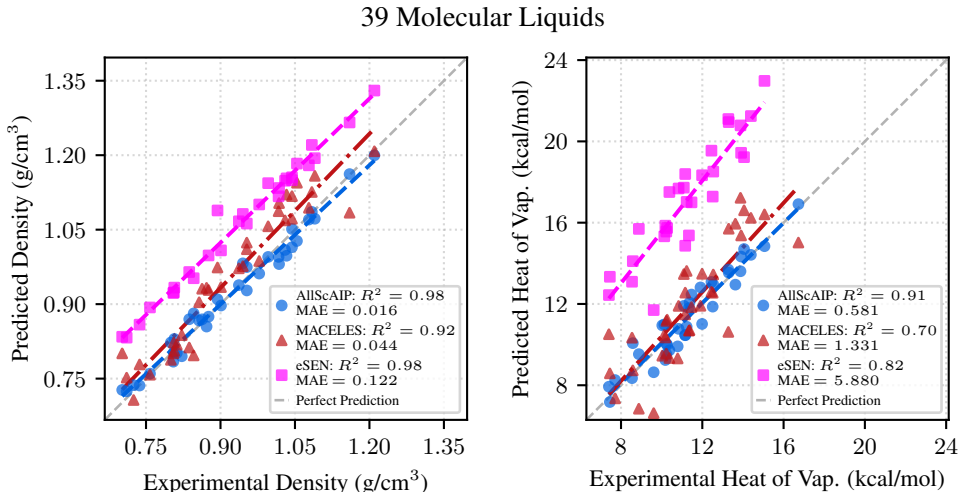 39 Molecular Liquids
Predicted Density (g/cm³)
1.35
1.20
1.05
0.90
0.75
AllScAIP: R² = 0.98
MAE = 0.016
MACELES: R² = 0.92
MAE = 0.044
eSEN: R² = 0.98
MAE = 0.122
Perfect Prediction
0.75 0.90 1.05 1.20 1.35
Experimental Density (g/cm³)
Predicted Heat of Vap. (kcal/mol)
24
20
16
12
8
AllScAIP: R² = 0.91
MAE = 0.581
MACELES: R² = 0.70
MAE = 1.331
eSEN: R² = 0.82
MAE = 5.880
Perfect Prediction
8 12 16 20 24
Experimental Heat of Vap. (kcal/mol)